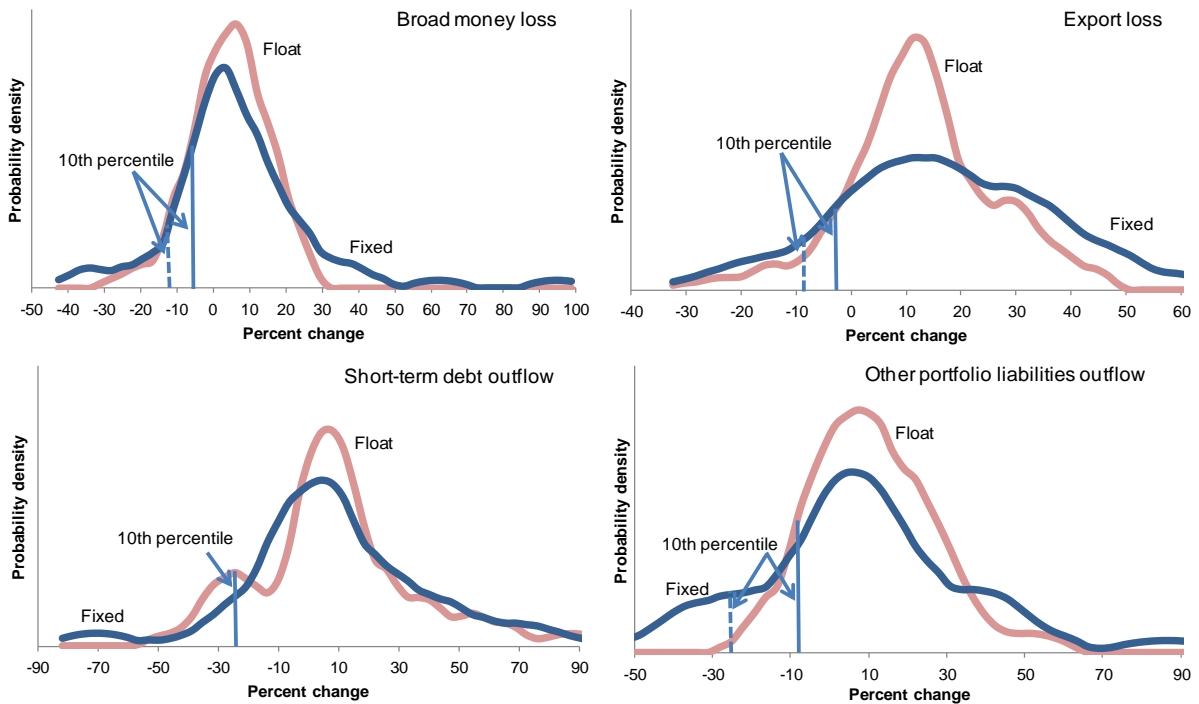 Broad money loss
Float
10th percentile
Fixed
Probability density
-50 -40 -30 -20 -10 0 10 20 30 40 50 60 70 80 90 100
Percent change
Export loss
Float
10th percentile
Fixed
Probability density
-40 -30 -20 -10 0 10 20 30 40 50 60
Percent change
Short-term debt outflow
Float
10th percentile
Fixed
Probability density
-90 -70 -50 -30 -10 10 30 50 70 90
Percent change
Other portfolio liabilities outflow
Float
10th percentile
Fixed
Probability density
-50 -30 -10 10 30 50 70 90
Percent change